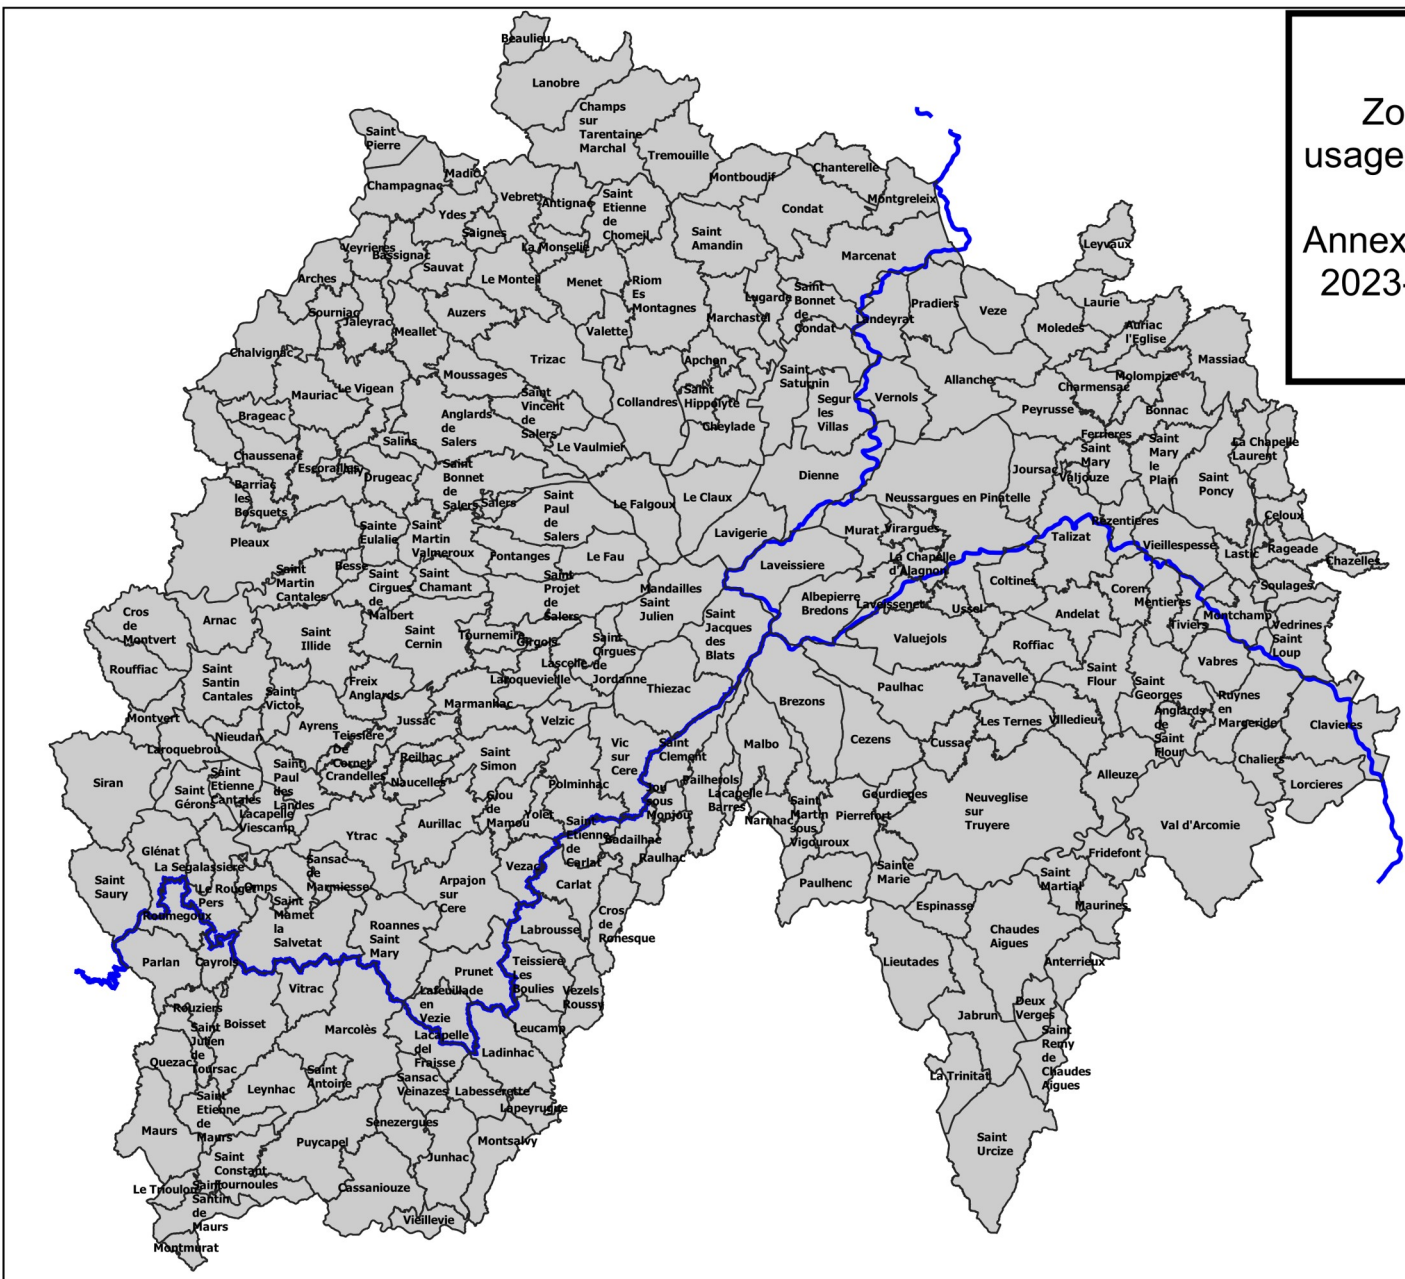 Zo
usage
Annex
2023-
Beaulieu
Lanobre
Champs
sur
Tarentaine
Marchal
Saint
Pierre
Tremouille
Madic
Champagnac
Montboudif
Chanterelle
Vebret
Antignac
Saint
Etienne
de
Chomeil
Montgreleix
Condat
Ydes
Saignes
Saint
Amandin
Leyvaux
Veyrieres
Bassignac
La Monselie
Marcenat
Sauvat
Le Monteil
Menet
Riom
Es
Montagnes
Arches
Lugarde
Saint
Bonnet
de
Condat
Pradiers
Veze
Laurie
Sourniac
Jaleyrac
Auzers
Meallet
Marchastel
Landeyrat
Moledes
Auriac
l'Eglise
Valette
Chalvignac
Trizac
Apchon
Massiac
Moussages
Le Vigean
Saint
Saturnin
Allanche
Molompize
Charmensac
Mauriac
Saint
Vincent
de
Salers
Collandres
Saint
Hippolyte
Segur
les
Villas
Vernols
Peyrusse
Bonnac
Brageac
Anglards
de
Salers
Cheylade
Salins
Le Vaulmier
Ferrieres
Saint
Mary
le
Plain
La Chapelle
Laurent
Chaussenac
Escorailles
Drugeac
Saint
Bonnet
de
Salers
Dienne
Joursac
Saint
Mary
Valjouze
Saint
Poncy
Barriac
les
Bosquets
Salers
Saint
Paul
de
Salers
Le Falgoux
Le Claux
Neussargues en Pinatelle
Celoux
Pleaux
Sainte
Eulalie
Saint
Martin
Valmeroux
Lavigerie
Murat
Virargues
Rezentieres
Talizat
Vieillespesse
Lastic
Rageade
Chazelles
Fontanges
Le Fau
Laveissiere
La Chapelle
d'Alagnon
Besse
Saint
Martin
Cantales
Saint
Cirgues
de
Malbert
Saint
Chamant
Saint
Projet
de
Salers
Mandailles
Saint
Julien
Albepierre
Bredons
Laveissenet
Coltines
Ussel
Coren
Mentieres
Soulages
Cros
de
Montvert
Arnac
Saint
Jacques
des
Blats
Andelat
Tiviers
Montchamp
Vedrines
Saint
Loup
Saint
Illide
Saint
Cernin
Tournemire
Girgols
Saint
Cirgues
de
Jordanne
Valuejols
Roffiac
Rouffiac
Saint
Santin
Cantales
Lascelle
Laroquevieille
Vabres
Freix
Anglards
Thiezac
Paulhac
Tanavelle
Saint
Flour
Saint
Georges
Ruynes
en
Margeride
Saint
Victor
Marmanhac
Brezons
Montvert
Ayrens
Jussac
Velzic
Les Ternes
Villedieu
Anglards
de
Saint
Flour
Clavieres
Nieudan
Teissiere
De
Cornet
Laroquebrou
Reilhac
Saint
Simon
Vic
sur
Cere
Saint
Clement
Malbo
Cezens
Cussac
Chaliers
Siran
Saint
Etienne
Cantales
Saint
Paul
des
Landes
Crandelles
Naucelles
Polminhac
Pailherols
Alleuze
Lorcieres
Saint
Gérons
Giou
de
Mamou
Jou
sous
Monjou
Lacapelle
Barres
Saint
Martin
sous
Vigouroux
Gourdieges
Neuveglise
sur
Truyere
Lacapelle
Viescamp
Yolet
Narnhac
Pierrefort
Val d'Arcomie
Aurillac
Ytrac
Saint
Etienne
de
Carlat
Badailhac
Glénat
Raulhac
Fridefont
Saint
Saury
La Ségalassière
Sansac
de
Marmiesse
Vezac
Sainte
Marie
Saint
Martial
Le Rouget
Pers
Omps
Arpajon
sur
Cere
Carlat
Paulhenc
Maurines
Roumegoux
Saint
Mamet
la
Salvetat
Cros
de
Ronesque
Espinasse
Roannes
Saint
Mary
Labrousse
Chaudes
Aigues
Parlan
Cayrols
Prunet
Teissiere
Les
Boulies
Lieutades
Anterrieux
Vitrac
Lafeuillade
en
Vezie
Vezels
Roussy
Deux
Verges
Rouziers
Boisset
Jabrun
Saint
Julien
de
Toursac
Marcolès
Lacapelle
del
Fraisse
Leucamp
Saint
Remy
de
Chaudes
Aigues
Ladinhac
Quezac
Saint
Antoine
Sansac
Veinazes
Leynhac
Labesserette
La Trinitat
Saint
Etienne
de
Maurs
Lapeyrugue
Maurs
Senezergues
Puycapel
Montsalvy
Saint
Urcize
Saint
Constant
Fournoules
Junhac
Le Trioulou
Saint
Santin
de
Maurs
Cassaniouze
Vieillevie
Montmurat